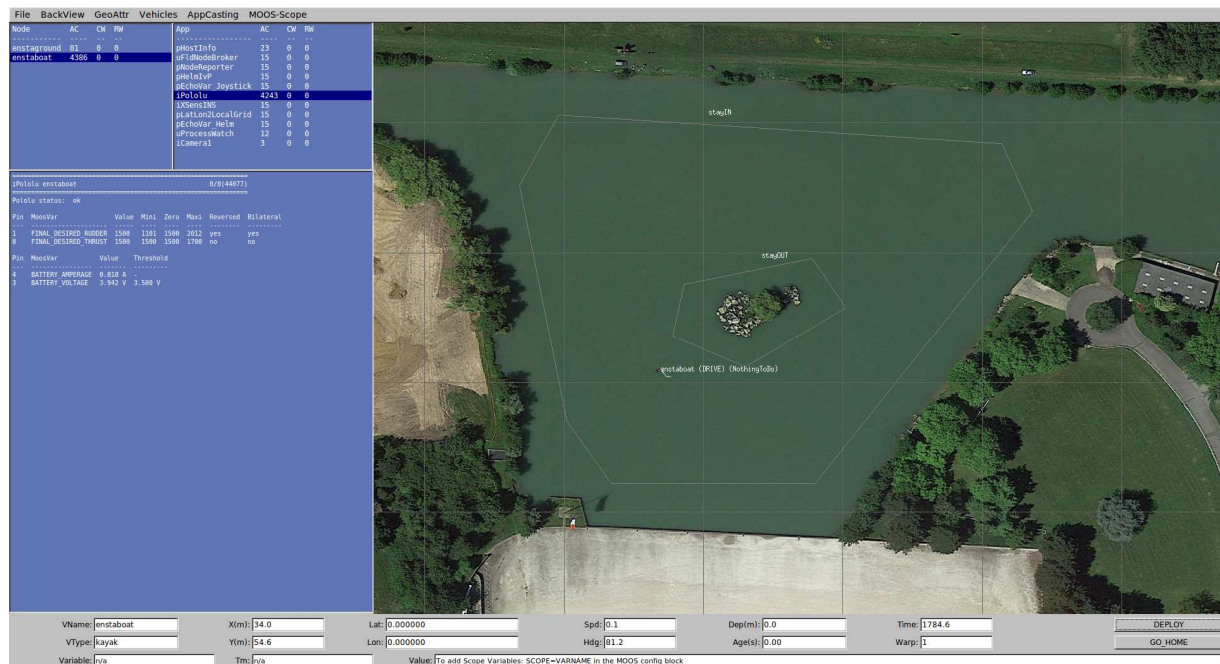 File BackView GeoAttr Vehicles AppCasting MOOS-Scope
Node AC CW RW
---- ---- -- --
enstaground 81 0 0
enstaboat 4386 0 0
App AC CW RW
----------------- ---- -- --
pHostInfo 23 0 0
uFldNodeBroker 15 0 0
pNodeReporter 15 0 0
pHelmIvP 15 0 0
pEchoVar_Joystick 15 0 0
iPololu 4243 0 0
iXSensINS 15 0 0
pLatLon2LocalGrid 15 0 0
pEchoVar_Helm 15 0 0
uProcessWatch 12 0 0
iCamera1 3 0 0
iPololu enstaboat 0/0(44077)
Pololu status: ok
Pin MoosVar Value Mini Zero Maxi Reversed Bilateral
1 FINAL_DESIRED_RUDDER 1500 1101 1500 2012 yes yes
0 FINAL_DESIRED_THRUST 1500 1500 1500 1700 no no
Pin MoosVar Value Threshold
4 BATTERY_AMPERAGE 0.018 A -
3 BATTERY_VOLTAGE 3.942 V 3.500 V
stayIN
stayOUT
enstaboat (DRIVE) (NothingToDo)
VName: enstaboat X(m): 34.0 Lat: 0.000000 Spd: 0.1 Dep(m): 0.0 Time: 1784.6 DEPLOY
VType: kayak Y(m): 54.6 Lon: 0.000000 Hdg: 81.2 Age(s): 0.00 Warp: 1 GO_HOME
Variable: n/a Tm: n/a Value: To add Scope Variables: SCOPE=VARNAME in the MOOS config block